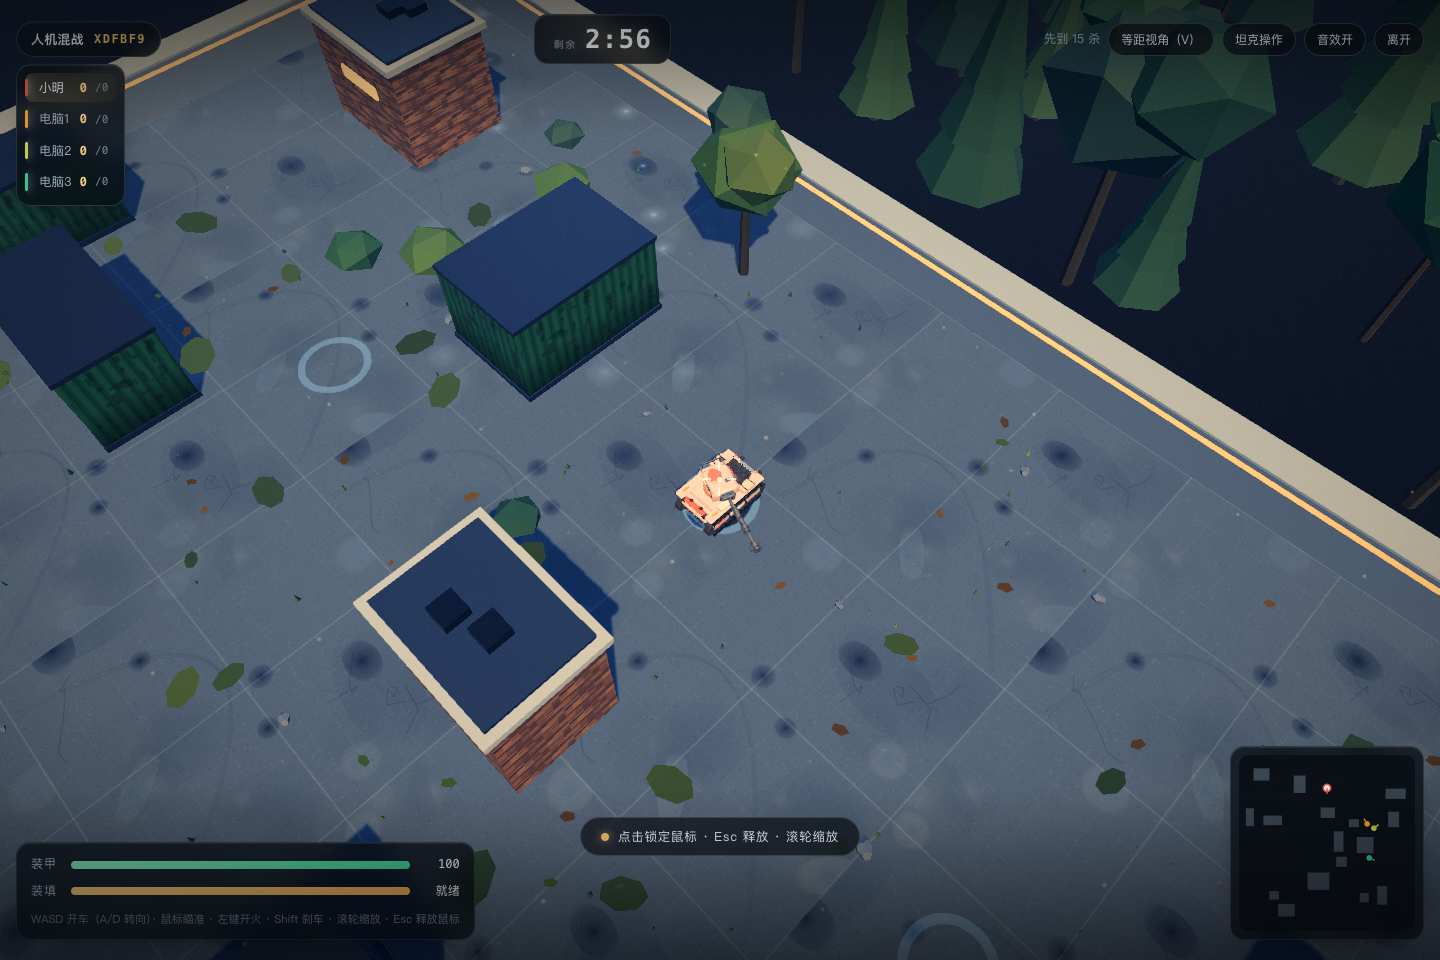 人机混战 XDFBF9
剩余 2:56
先到 15 杀 等距视角 (V) 坦克操作 音效开 离开
小明 0 /0
电脑1 0 /0
电脑2 0 /0
电脑3 0 /0
点击锁定鼠标 · Esc 释放 · 滚轮缩放
装甲 100
装填 就绪
WASD 开车 (A/D 转向) · 鼠标瞄准 · 左键开火 · Shift 刹车 · 滚轮缩放 · Esc 释放鼠标